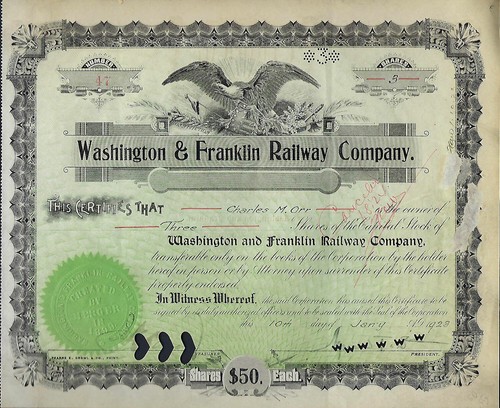 NUMBER
47
SHARES
3
Washington & Franklin Railway Company.
THIS CERTIFIES THAT Charles M. Orr is the owner of
Three Shares of the Capital Stock of
Washington and Franklin Railway Company,
transferable only on the books of the Corporation by the holder
hereof in person or by Attorney upon surrender of this Certificate
properly endorsed.
In Witness Whereof, the said Corporation has caused this Certificate to be
signed by its duly authorized officers and to be sealed with the Seal of the Corporation
this 10th day of Jany. 1923
TREASURER
PRESIDENT.
Shares $50. Each.